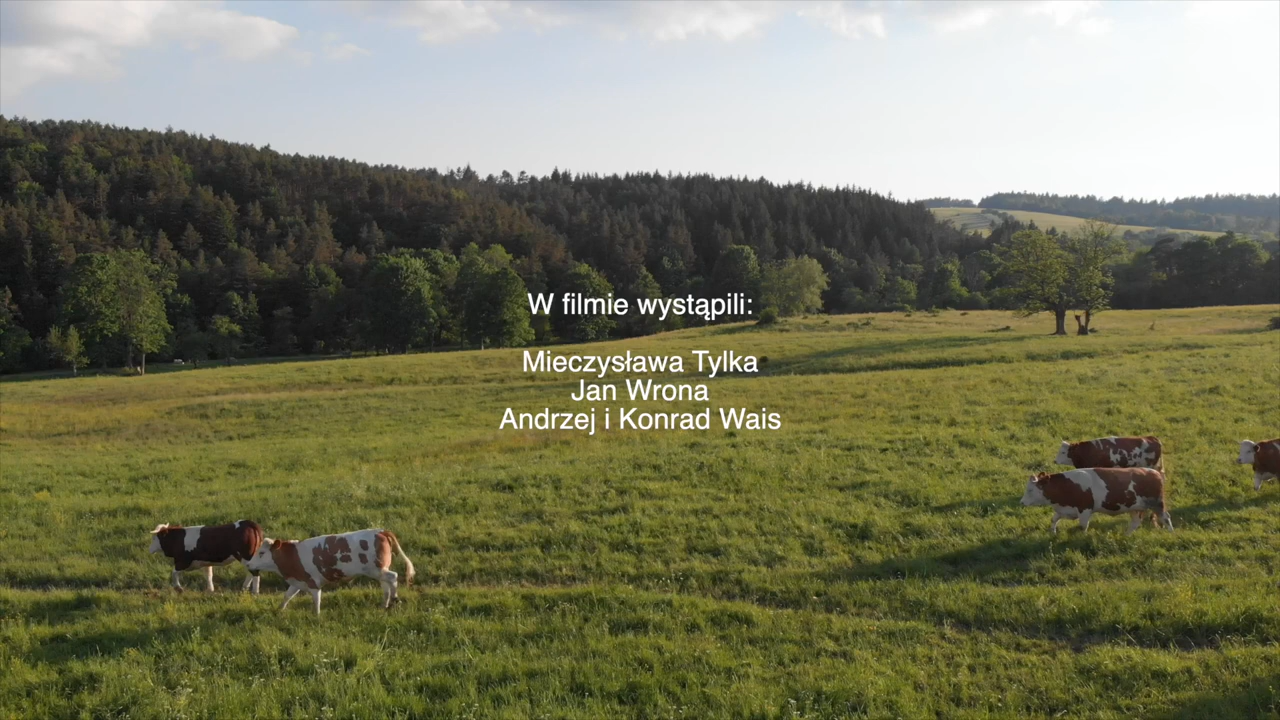 W filmie wystąpili:
Mieczysława Tylka
Jan Wrona
Andrzej i Konrad Wais